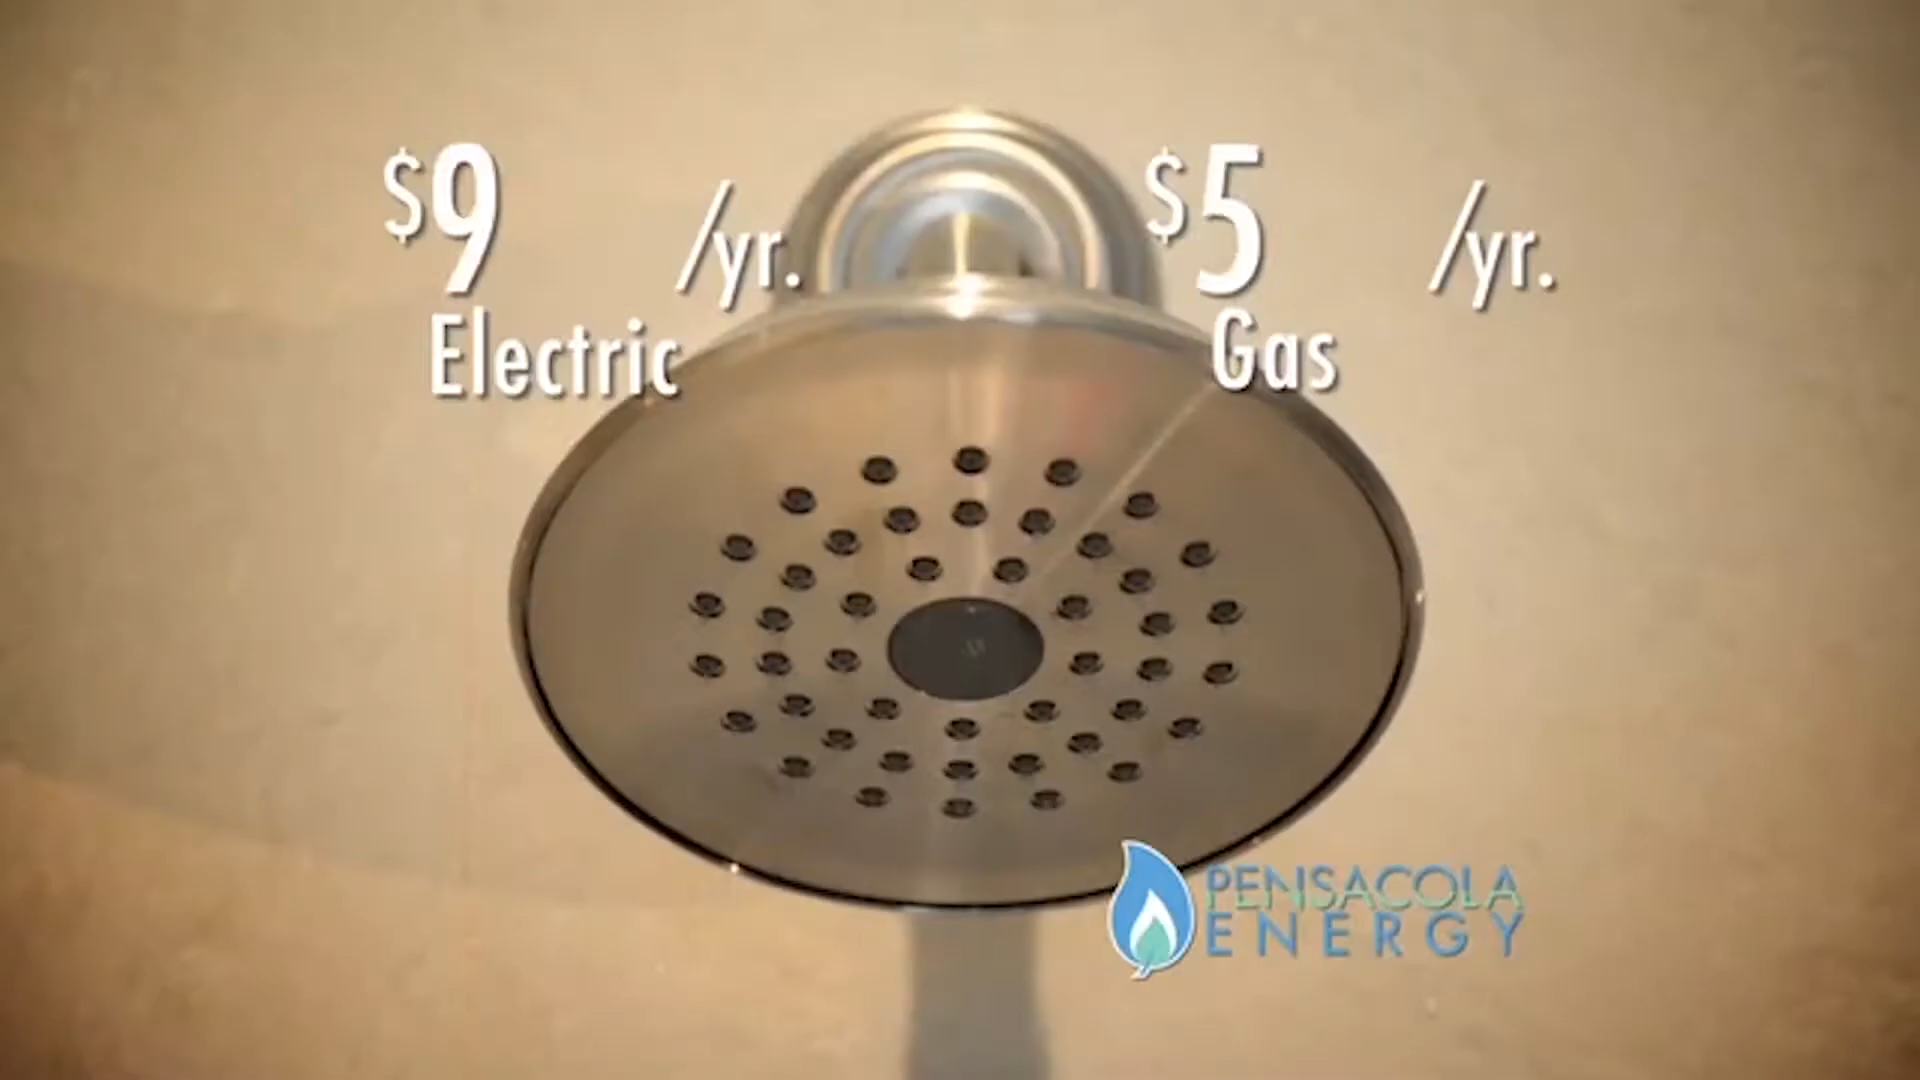 $9 /yr.
Electric
$5 /yr.
Gas
PENSACOLA
ENERGY